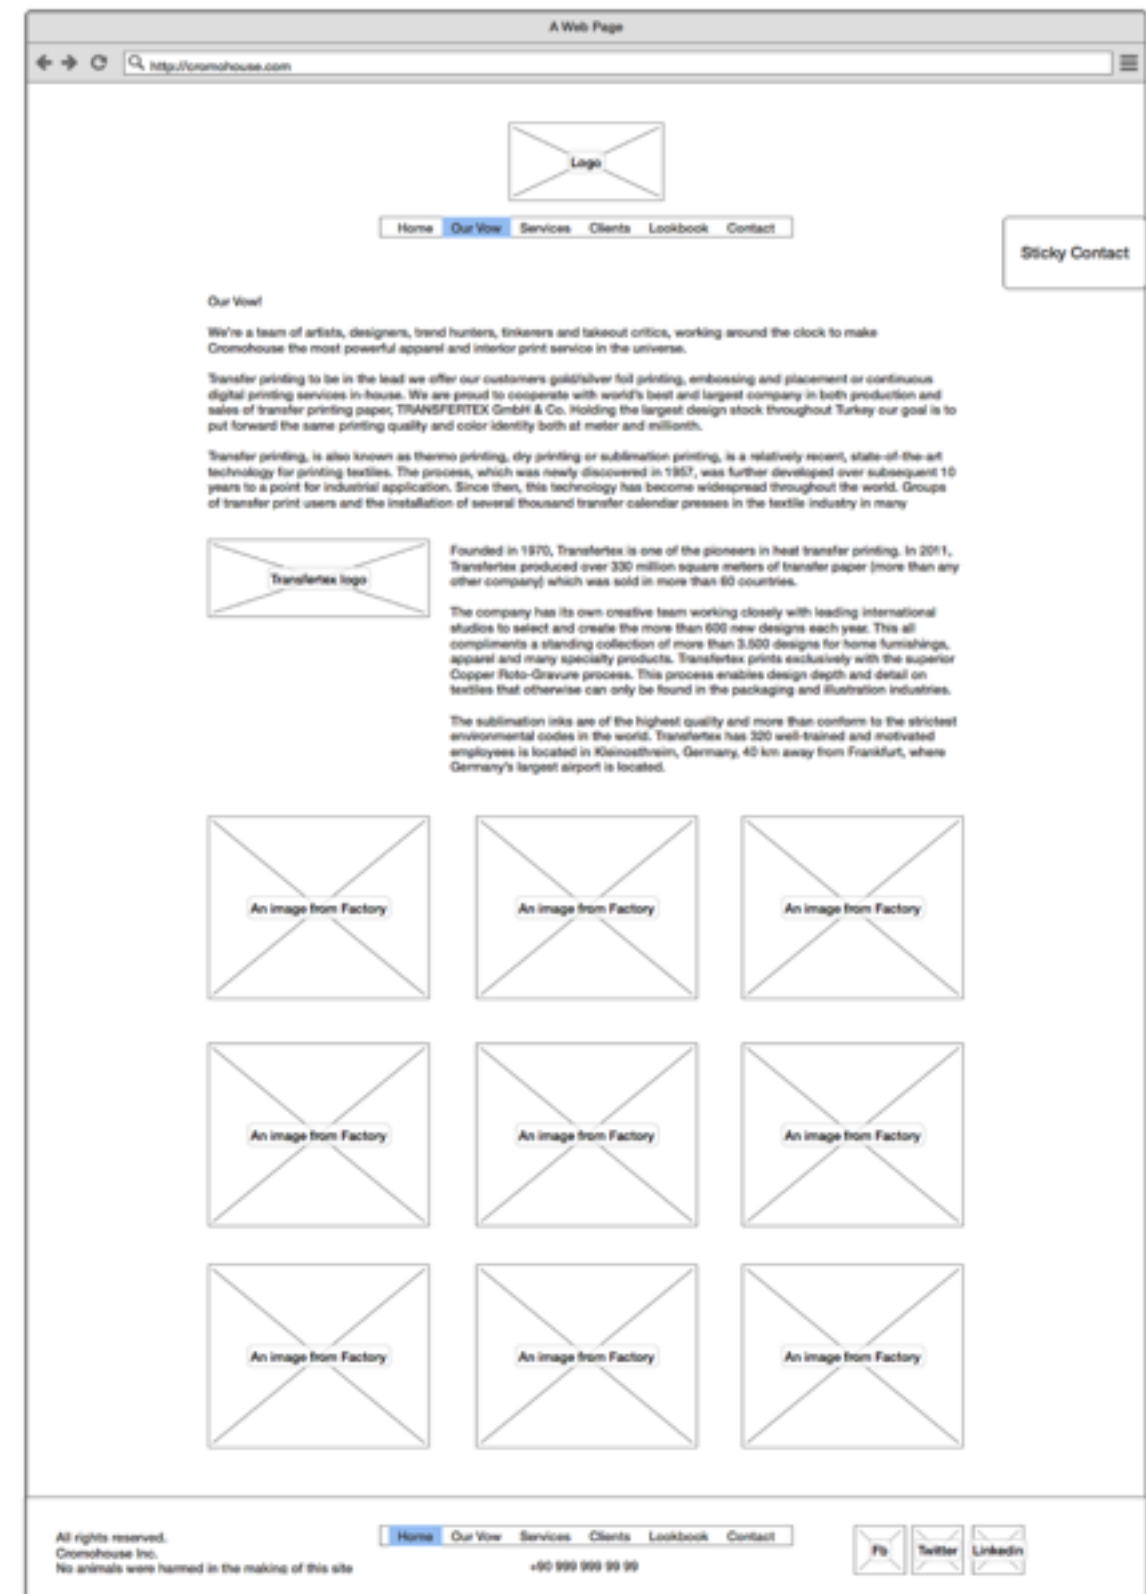 A Web Page
http://cromohouse.com
Logo
Home Our Vow Services Clients Lookbook Contact
Sticky Contact
Our Vow!
We're a team of artists, designers, trend hunters, tinkerers and takeout critics, working around the clock to make
Cromohouse the most powerful apparel and interior print service in the universe.
Transfer printing to be in the lead we offer our customers gold/silver foil printing, embossing and placement or continuous
digital printing services in-house. We are proud to cooperate with world's best and largest company in both production and
sales of transfer printing paper, TRANSFERTEX GmbH & Co. Holding the largest design stock throughout Turkey our goal is to
put forward the same printing quality and color identity both at meter and millionth.
Transfer printing, is also known as thermo printing, dry printing or sublimation printing, is a relatively recent, state-of-the-art
technology for printing textiles. The process, which was newly discovered in 1957, was further developed over subsequent 10
years to a point for industrial application. Since then, this technology has become widespread throughout the world. Groups
of transfer print users and the installation of several thousand transfer calendar presses in the textile industry in many
Transfertex logo
Founded in 1970, Transfertex is one of the pioneers in heat transfer printing. In 2011,
Transfertex produced over 330 million square meters of transfer paper (more than any
other company) which was sold in more than 60 countries.
The company has its own creative team working closely with leading international
studios to select and create the more than 600 new designs each year. This all
compliments a standing collection of more than 3.500 designs for home furnishings,
apparel and many specialty products. Transfertex prints exclusively with the superior
Copper Roto-Gravure process. This process enables design depth and detail on
textiles that otherwise can only be found in the packaging and illustration industries.
The sublimation inks are of the highest quality and more than conform to the strictest
environmental codes in the world. Transfertex has 320 well-trained and motivated
employees is located in Kleinosthreim, Germany, 40 km away from Frankfurt, where
Germany's largest airport is located.
An image from Factory An image from Factory An image from Factory
An image from Factory An image from Factory An image from Factory
An image from Factory An image from Factory An image from Factory
All rights reserved.
Cromohouse Inc.
No animals were harmed in the making of this site
Home Our Vow Services Clients Lookbook Contact
+90 999 999 99 99
Fb Twitter Linkedin